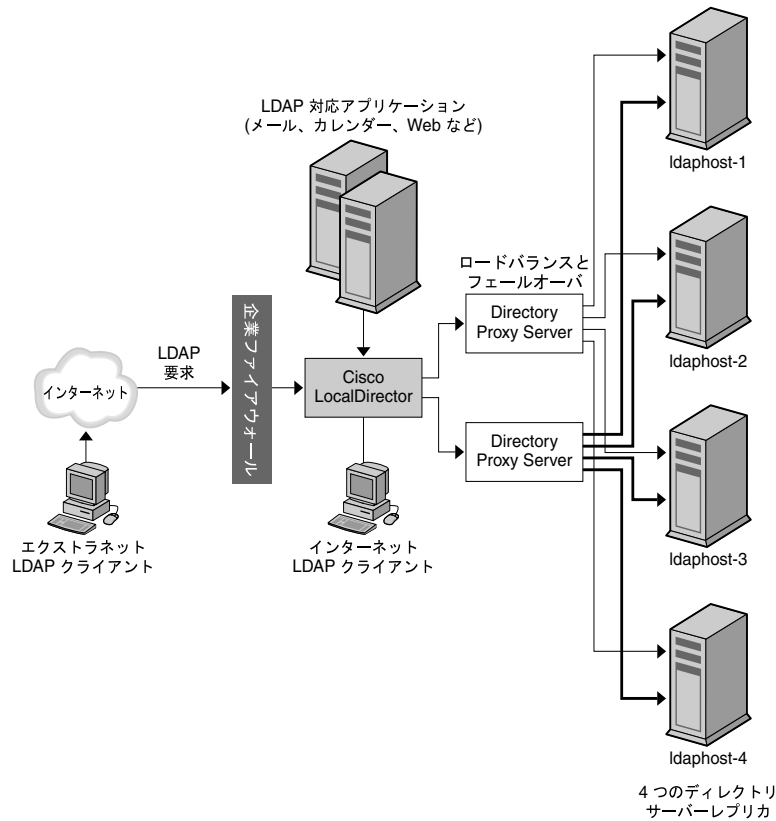 LDAP 対応アプリケーション
(メール、カレンダー、Web など)
ldaphost-1
ロードバランスと
フェールオーバ
Directory
Proxy Server
ldaphost-2
インターネット
LDAP
要求
企業ファイアウォール
Cisco
LocalDirector
Directory
Proxy Server
エクストラネット
LDAP クライアント
インターネット
LDAP クライアント
ldaphost-3
ldaphost-4
4 つのディレクトリ
サーバーレプリカ